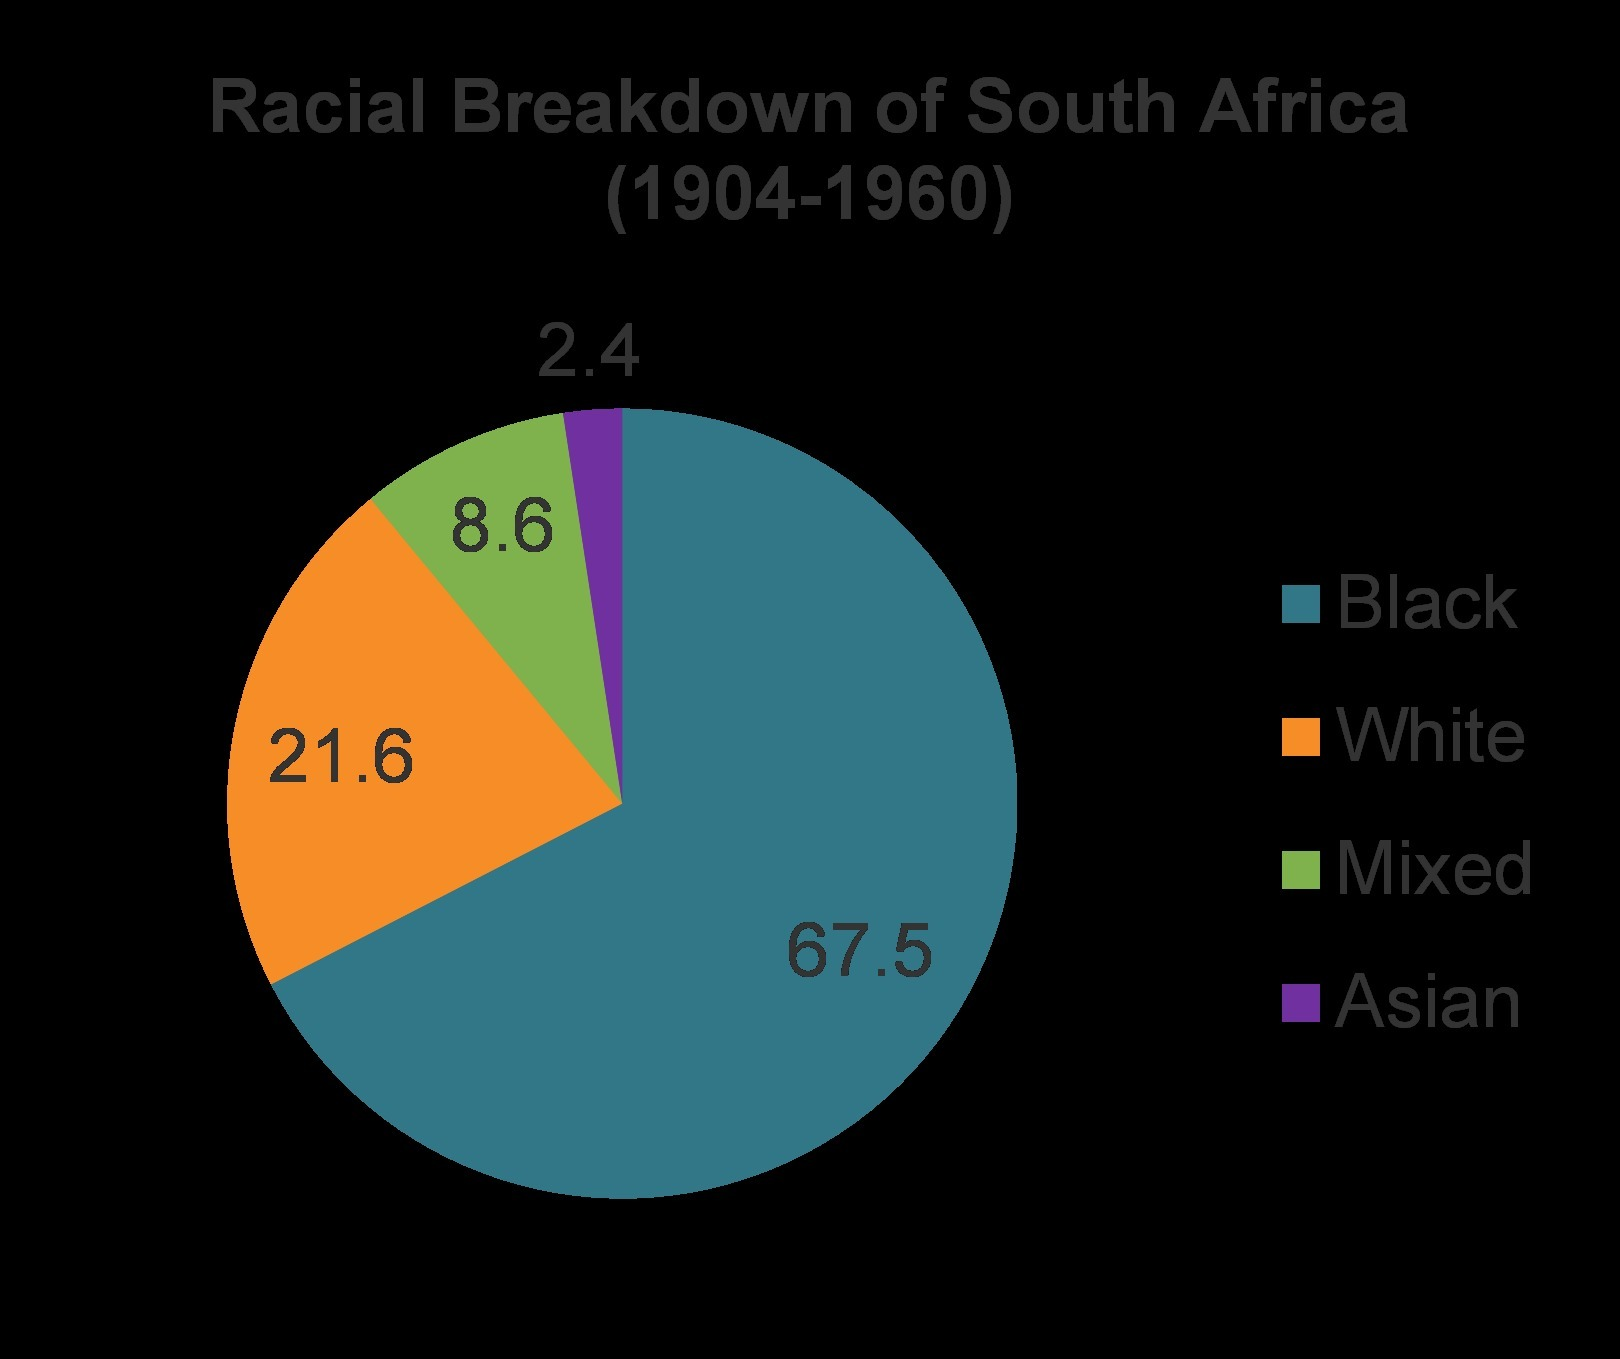 Racial Breakdown of South Africa
(1904-1960)
2.4
8.6
21.6
67.5
Black
White
Mixed
Asian